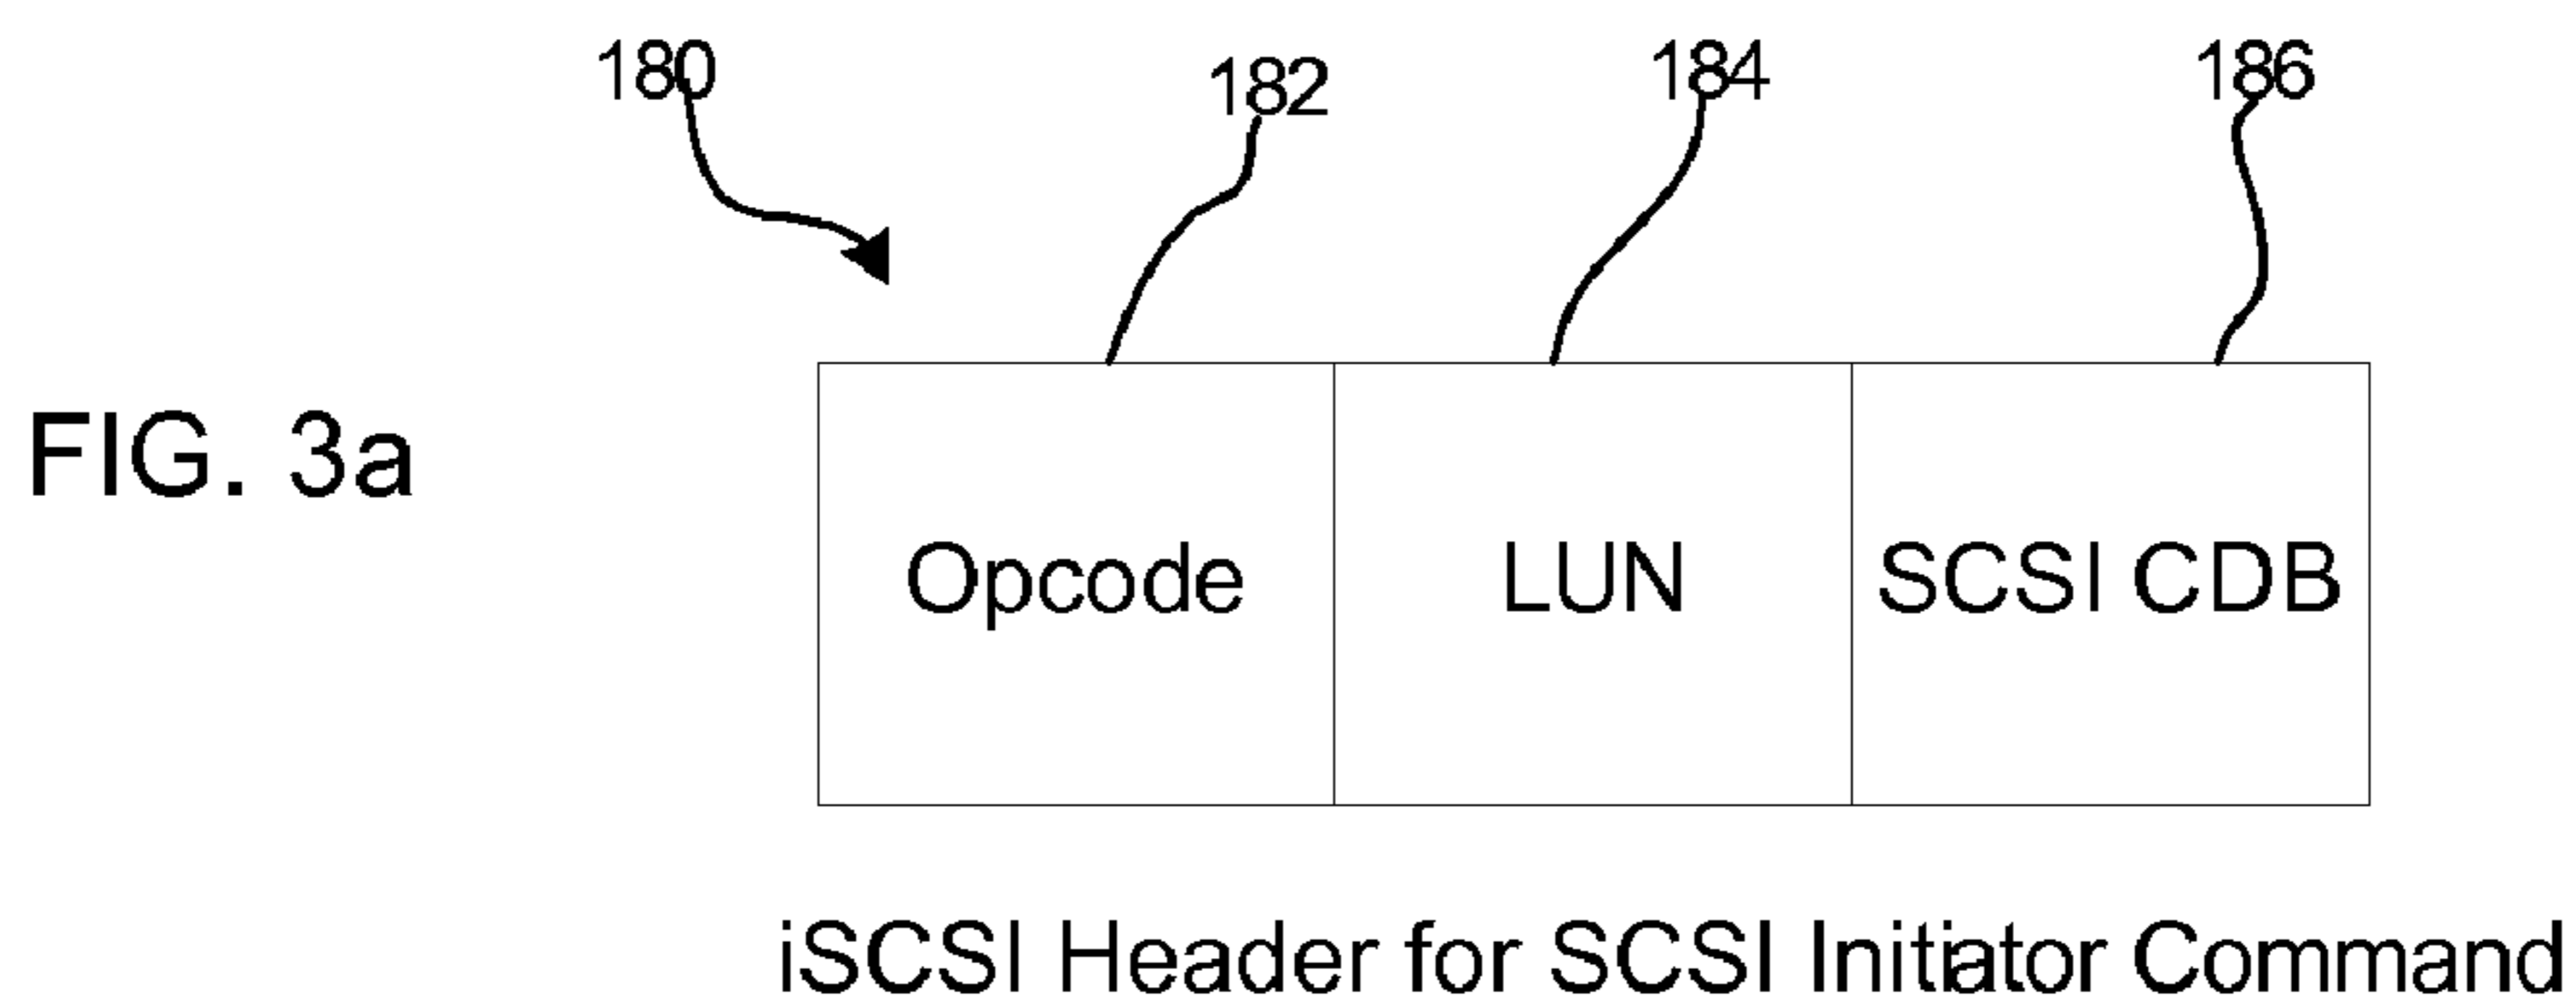 180 182 184 186
FIG. 3a
Opcode LUN SCSI CDB
iSCSI Header for SCSI Initiator Command